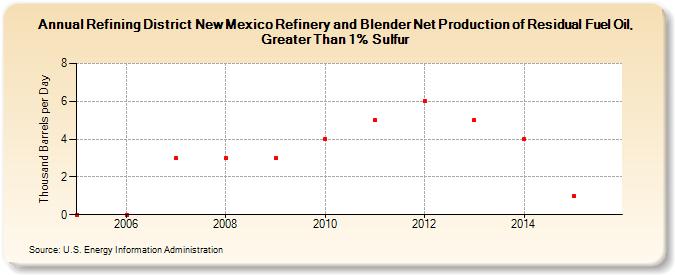 Annual Refining District New Mexico Refinery and Blender Net Production of Residual Fuel Oil,
Greater Than 1% Sulfur
Thousand Barrels per Day
8
6
4
2
0
2006 2008 2010 2012 2014
Source: U.S. Energy Information Administration